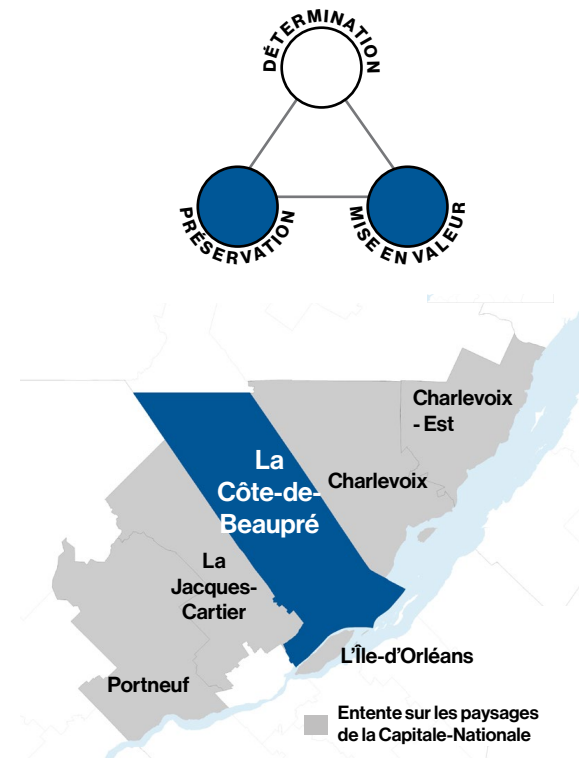 DÉTERMINATION
PRÉSERVATION
MISE EN VALEUR
Charlevoix
- Est
La
Côte-de-
Beaupré
Charlevoix
La
Jacques-
Cartier
L'Île-d'Orléans
Portneuf
Entente sur les paysages
de la Capitale-Nationale